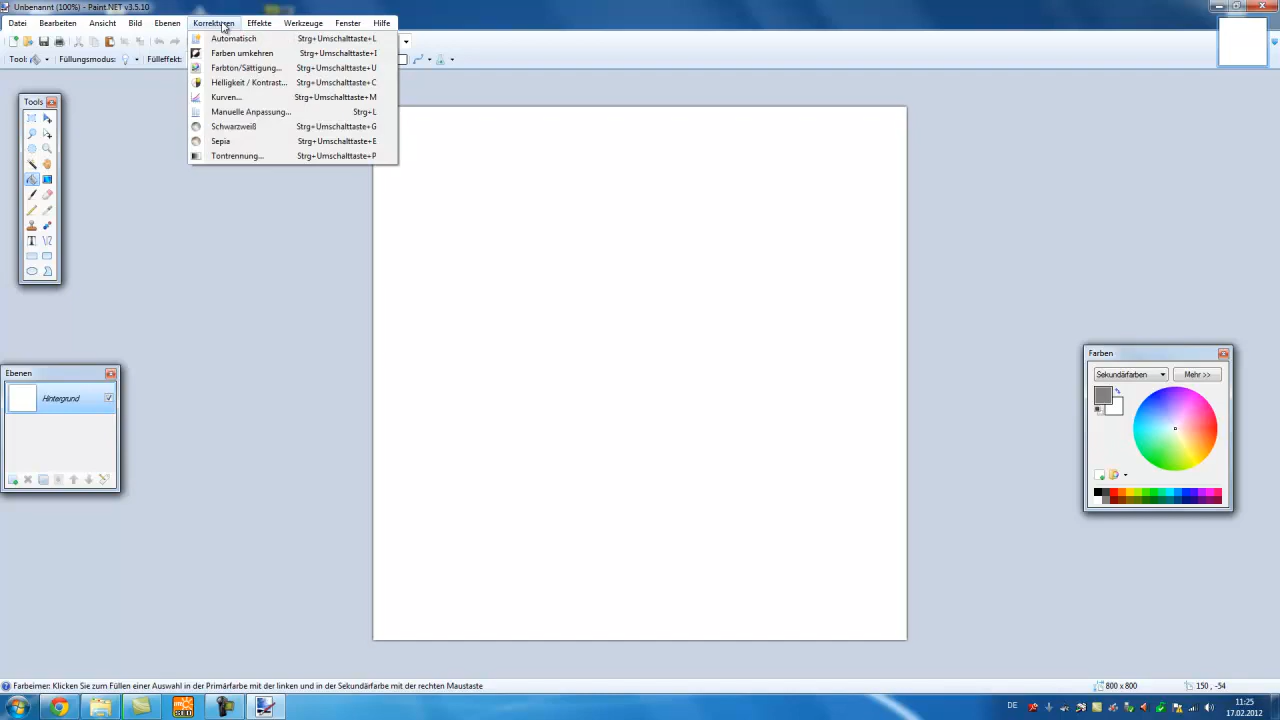 Unbenannt (100%) - Paint.NET v3.5.10
Datei Bearbeiten Ansicht Bild Ebenen Korrekturen Effekte Werkzeuge Fenster Hilfe
Automatisch Strg+Umschalttaste+L
Tool: Füllungsmodus: Fülleffekt:
Farben umkehren Strg+Umschalttaste+I
Farbton/Sättigung... Strg+Umschalttaste+U
Helligkeit / Kontrast... Strg+Umschalttaste+C
Kurven... Strg+Umschalttaste+M
Manuelle Anpassung... Strg+L
Schwarzweiß Strg+Umschalttaste+G
Sepia Strg+Umschalttaste+E
Tontrennung... Strg+Umschalttaste+P
Tools
Ebenen
Hintergrund
Farben
Sekundärfarben Mehr >>
Farbeimer: Klicken Sie zum Füllen einer Auswahl in der Primärfarbe mit der linken und in der Sekundärfarbe mit der rechten Maustaste
800 x 800
150 , -54
DE
11:25
17.02.2012